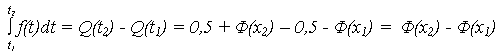 ∫_{t₁}^{t₂} f(t)dt = Q(t₂) - Q(t₁) = 0,5 + Φ(x₂) – 0,5 - Φ(x₁) = Φ(x₂) - Φ(x₁)